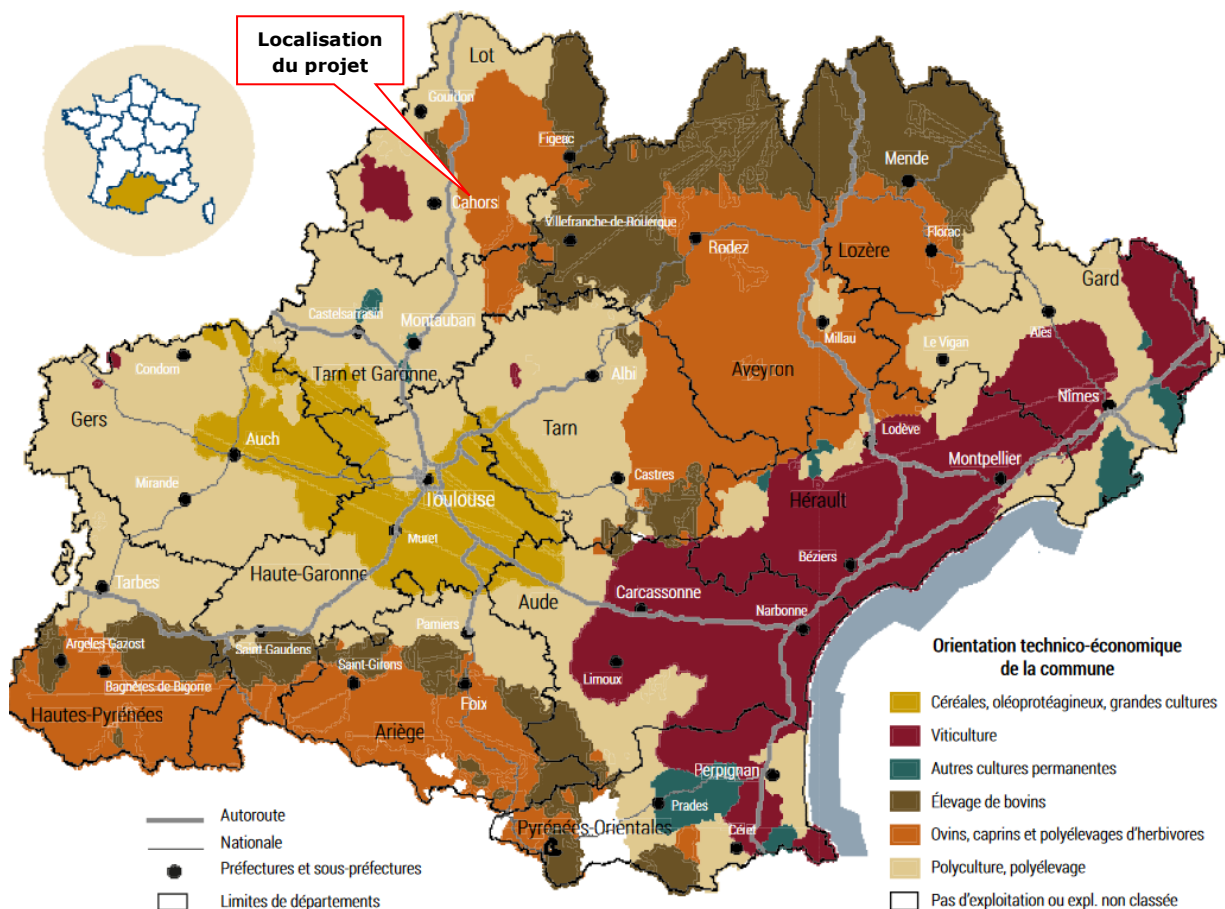 Localisation
du projet
Lot
Gourdon
Figeac
Mende
Cahors
Villefranche-de-Rouergue
Rodez
Lozère
Florac
Gard
Castelsarrasin
Montauban
Millau
Alès
Le Vigan
Condom
Tarn et Garonne
Albi
Aveyron
Nîmes
Gers
Auch
Tarn
Lodève
Montpellier
Mirande
Toulouse
Castres
Hérault
Muret
Béziers
Haute-Garonne
Tarbes
Aude
Carcassonne
Narbonne
Pamiers
Argelès-Gazost
Saint-Gaudens
Saint-Girons
Limoux
Bagnères de Bigorre
Foix
Hautes-Pyrénées
Ariège
Perpignan
Prades
Pyrénées-Orientales
Céret
Orientation technico-économique
de la commune
Céréales, oléoprotéagineux, grandes cultures
Viticulture
Autres cultures permanentes
Élevage de bovins
Ovins, caprins et polyélevages d'herbivores
Polyculture, polyélevage
Pas d'exploitation ou expl. non classée
Autoroute
Nationale
Préfectures et sous-préfectures
Limites de départements